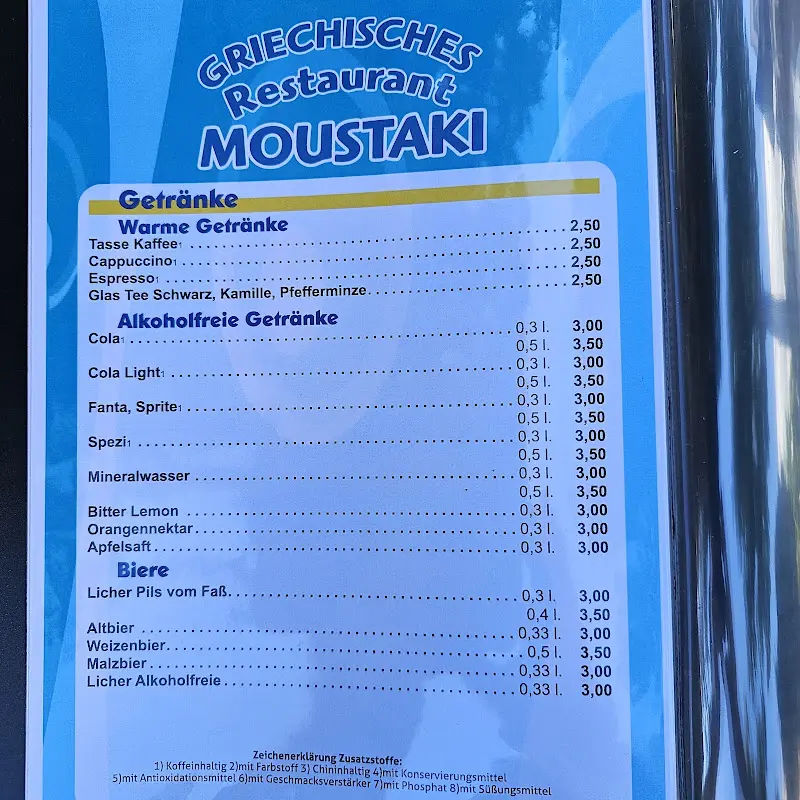 GRIECHISCHES
Restaurant
MOUSTAKI
Getränke
Warme Getränke
Tasse Kaffee1 2,50
Cappuccino1 2,50
Espresso1 2,50
Glas Tee Schwarz, Kamille, Pfefferminze. 2,50
Alkoholfreie Getränke
Cola1 0,3 l. 3,00
0,5 l. 3,50
Cola Light1 0,3 l. 3,00
0,5 l. 3,50
Fanta, Sprite1 0,3 l. 3,00
0,5 l. 3,50
Spezi1 0,3 l. 3,00
0,5 l. 3,50
Mineralwasser 0,3 l. 3,00
0,5 l. 3,50
Bitter Lemon 0,3 l. 3,00
Orangennektar 0,3 l. 3,00
Apfelsaft 0,3 l. 3,00
Biere
Licher Pils vom Faß. 0,3 l. 3,00
0,4 l. 3,50
Altbier 0,33 l. 3,00
Weizenbier 0,5 l. 3,50
Malzbier 0,33 l. 3,00
Licher Alkoholfreie 0,33 l. 3,00
Zeichenerklärung Zusatzstoffe:
1) Koffeinhaltig 2)mit Farbstoff 3) Chininhaltig 4)mit Konservierungsmittel
5)mit Antioxidationsmittel 6)mit Geschmacksverstärker 7)mit Phosphat 8)mit Süßungsmittel